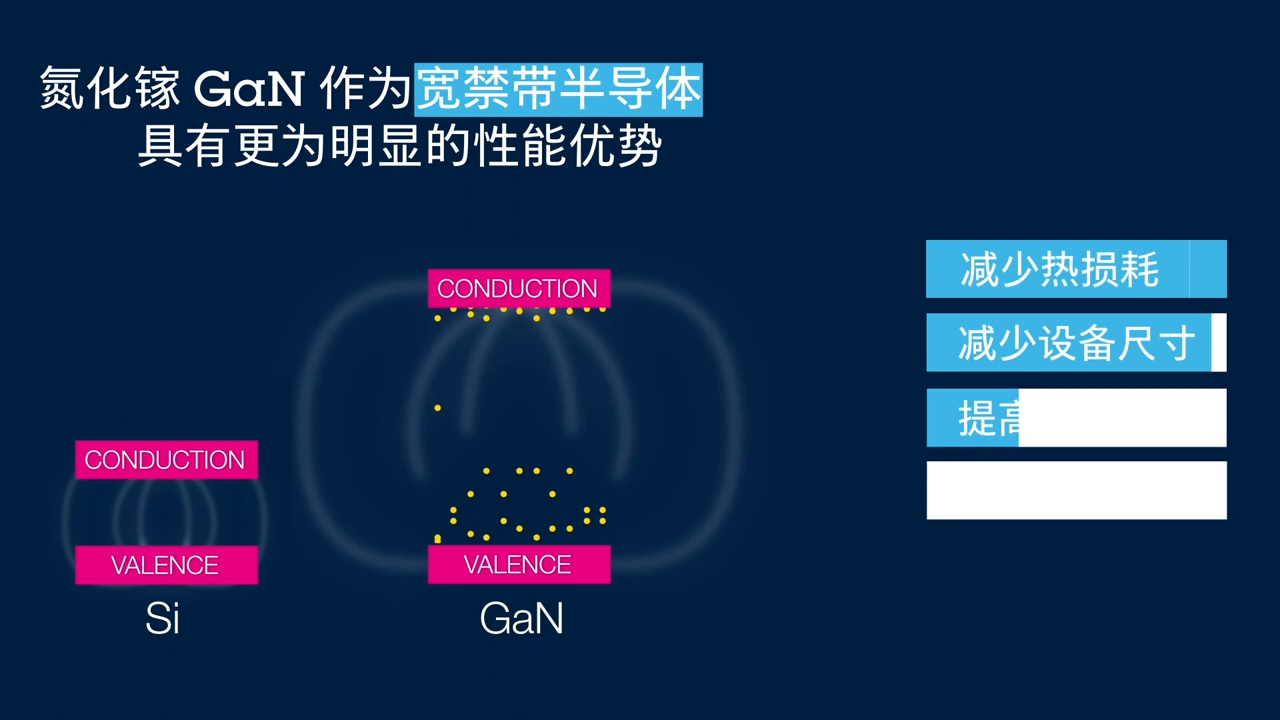 氮化镓 GaN 作为宽禁带半导体
具有更为明显的性能优势
CONDUCTION
CONDUCTION
VALENCE
VALENCE
Si
GaN
减少热损耗
减少设备尺寸
提高